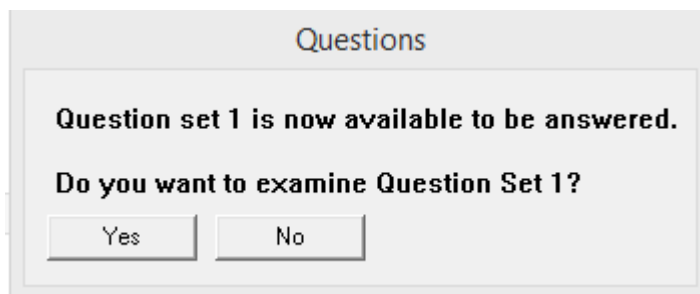 Questions
Question set 1 is now available to be answered.
Do you want to examine Question Set 1?
Yes No